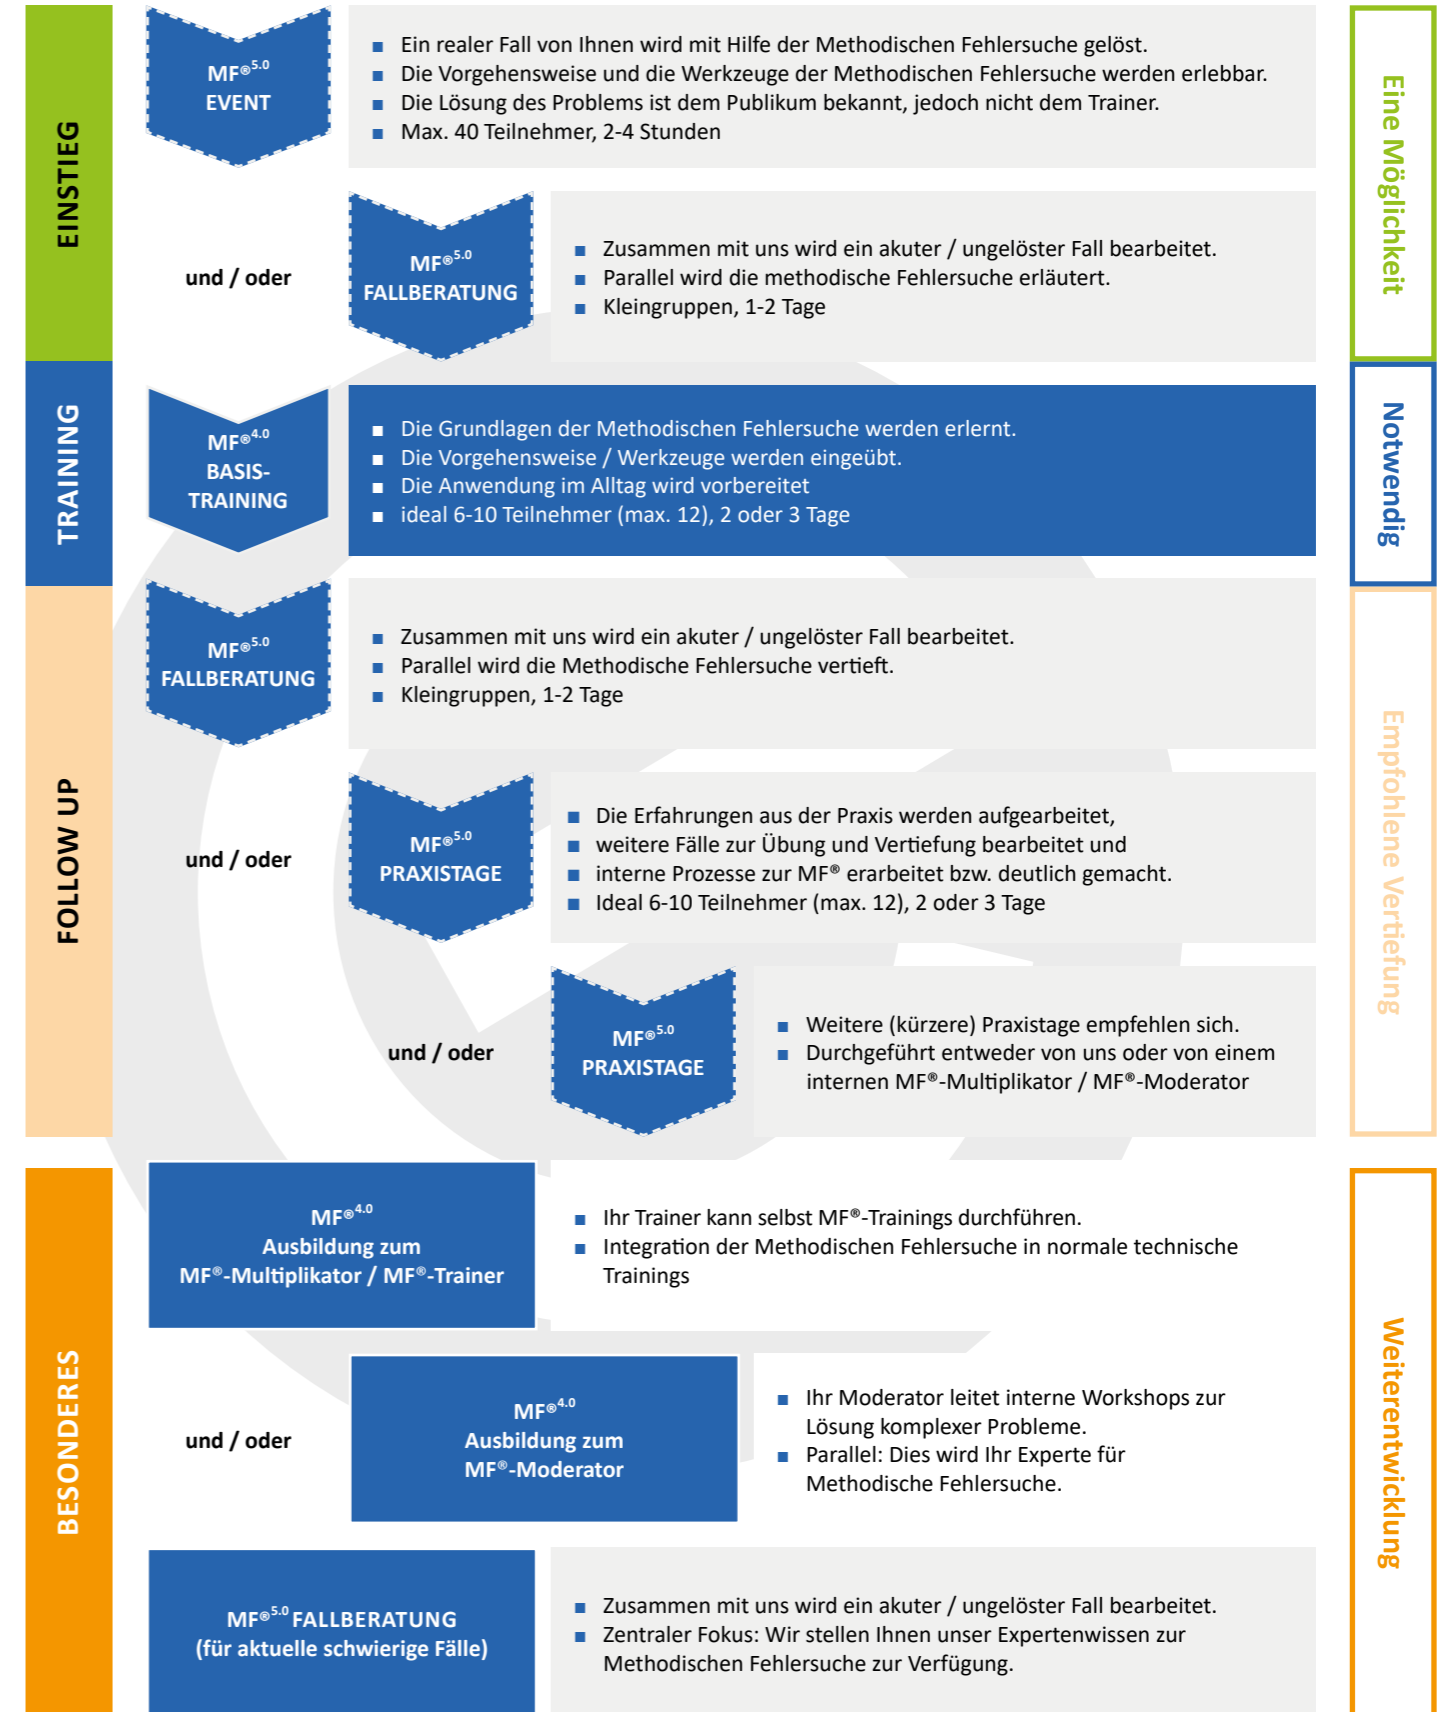 EINSTIEG
MF®5.0
EVENT
■ Ein realer Fall von Ihnen wird mit Hilfe der Methodischen Fehlersuche gelöst.
■ Die Vorgehensweise und die Werkzeuge der Methodischen Fehlersuche werden erlebbar.
■ Die Lösung des Problems ist dem Publikum bekannt, jedoch nicht dem Trainer.
■ Max. 40 Teilnehmer, 2-4 Stunden
Eine Möglichkeit
und / oder
MF®5.0
FALLBERATUNG
■ Zusammen mit uns wird ein akuter / ungelöster Fall bearbeitet.
■ Parallel wird die methodische Fehlersuche erläutert.
■ Kleingruppen, 1-2 Tage
TRAINING
MF®4.0
BASIS-
TRAINING
■ Die Grundlagen der Methodischen Fehlersuche werden erlernt.
■ Die Vorgehensweise / Werkzeuge werden eingeübt.
■ Die Anwendung im Alltag wird vorbereitet
■ ideal 6-10 Teilnehmer (max. 12), 2 oder 3 Tage
Notwendig
FOLLOW UP
MF®5.0
FALLBERATUNG
■ Zusammen mit uns wird ein akuter / ungelöster Fall bearbeitet.
■ Parallel wird die Methodische Fehlersuche vertieft.
■ Kleingruppen, 1-2 Tage
Empfohlene Vertiefung
und / oder
MF®5.0
PRAXISTAGE
■ Die Erfahrungen aus der Praxis werden aufgearbeitet,
■ weitere Fälle zur Übung und Vertiefung bearbeitet und
■ interne Prozesse zur MF® erarbeitet bzw. deutlich gemacht.
■ Ideal 6-10 Teilnehmer (max. 12), 2 oder 3 Tage
und / oder
MF®5.0
PRAXISTAGE
■ Weitere (kürzere) Praxistage empfehlen sich.
■ Durchgeführt entweder von uns oder von einem
internen MF®-Multiplikator / MF®-Moderator
BESONDERES
MF®4.0
Ausbildung zum
MF®-Multiplikator / MF®-Trainer
■ Ihr Trainer kann selbst MF®-Trainings durchführen.
■ Integration der Methodischen Fehlersuche in normale technische
Trainings
Weiterentwicklung
und / oder
MF®4.0
Ausbildung zum
MF®-Moderator
■ Ihr Moderator leitet interne Workshops zur
Lösung komplexer Probleme.
■ Parallel: Dies wird Ihr Experte für
Methodische Fehlersuche.
MF®5.0 FALLBERATUNG
(für aktuelle schwierige Fälle)
■ Zusammen mit uns wird ein akuter / ungelöster Fall bearbeitet.
■ Zentraler Fokus: Wir stellen Ihnen unser Expertenwissen zur
Methodischen Fehlersuche zur Verfügung.